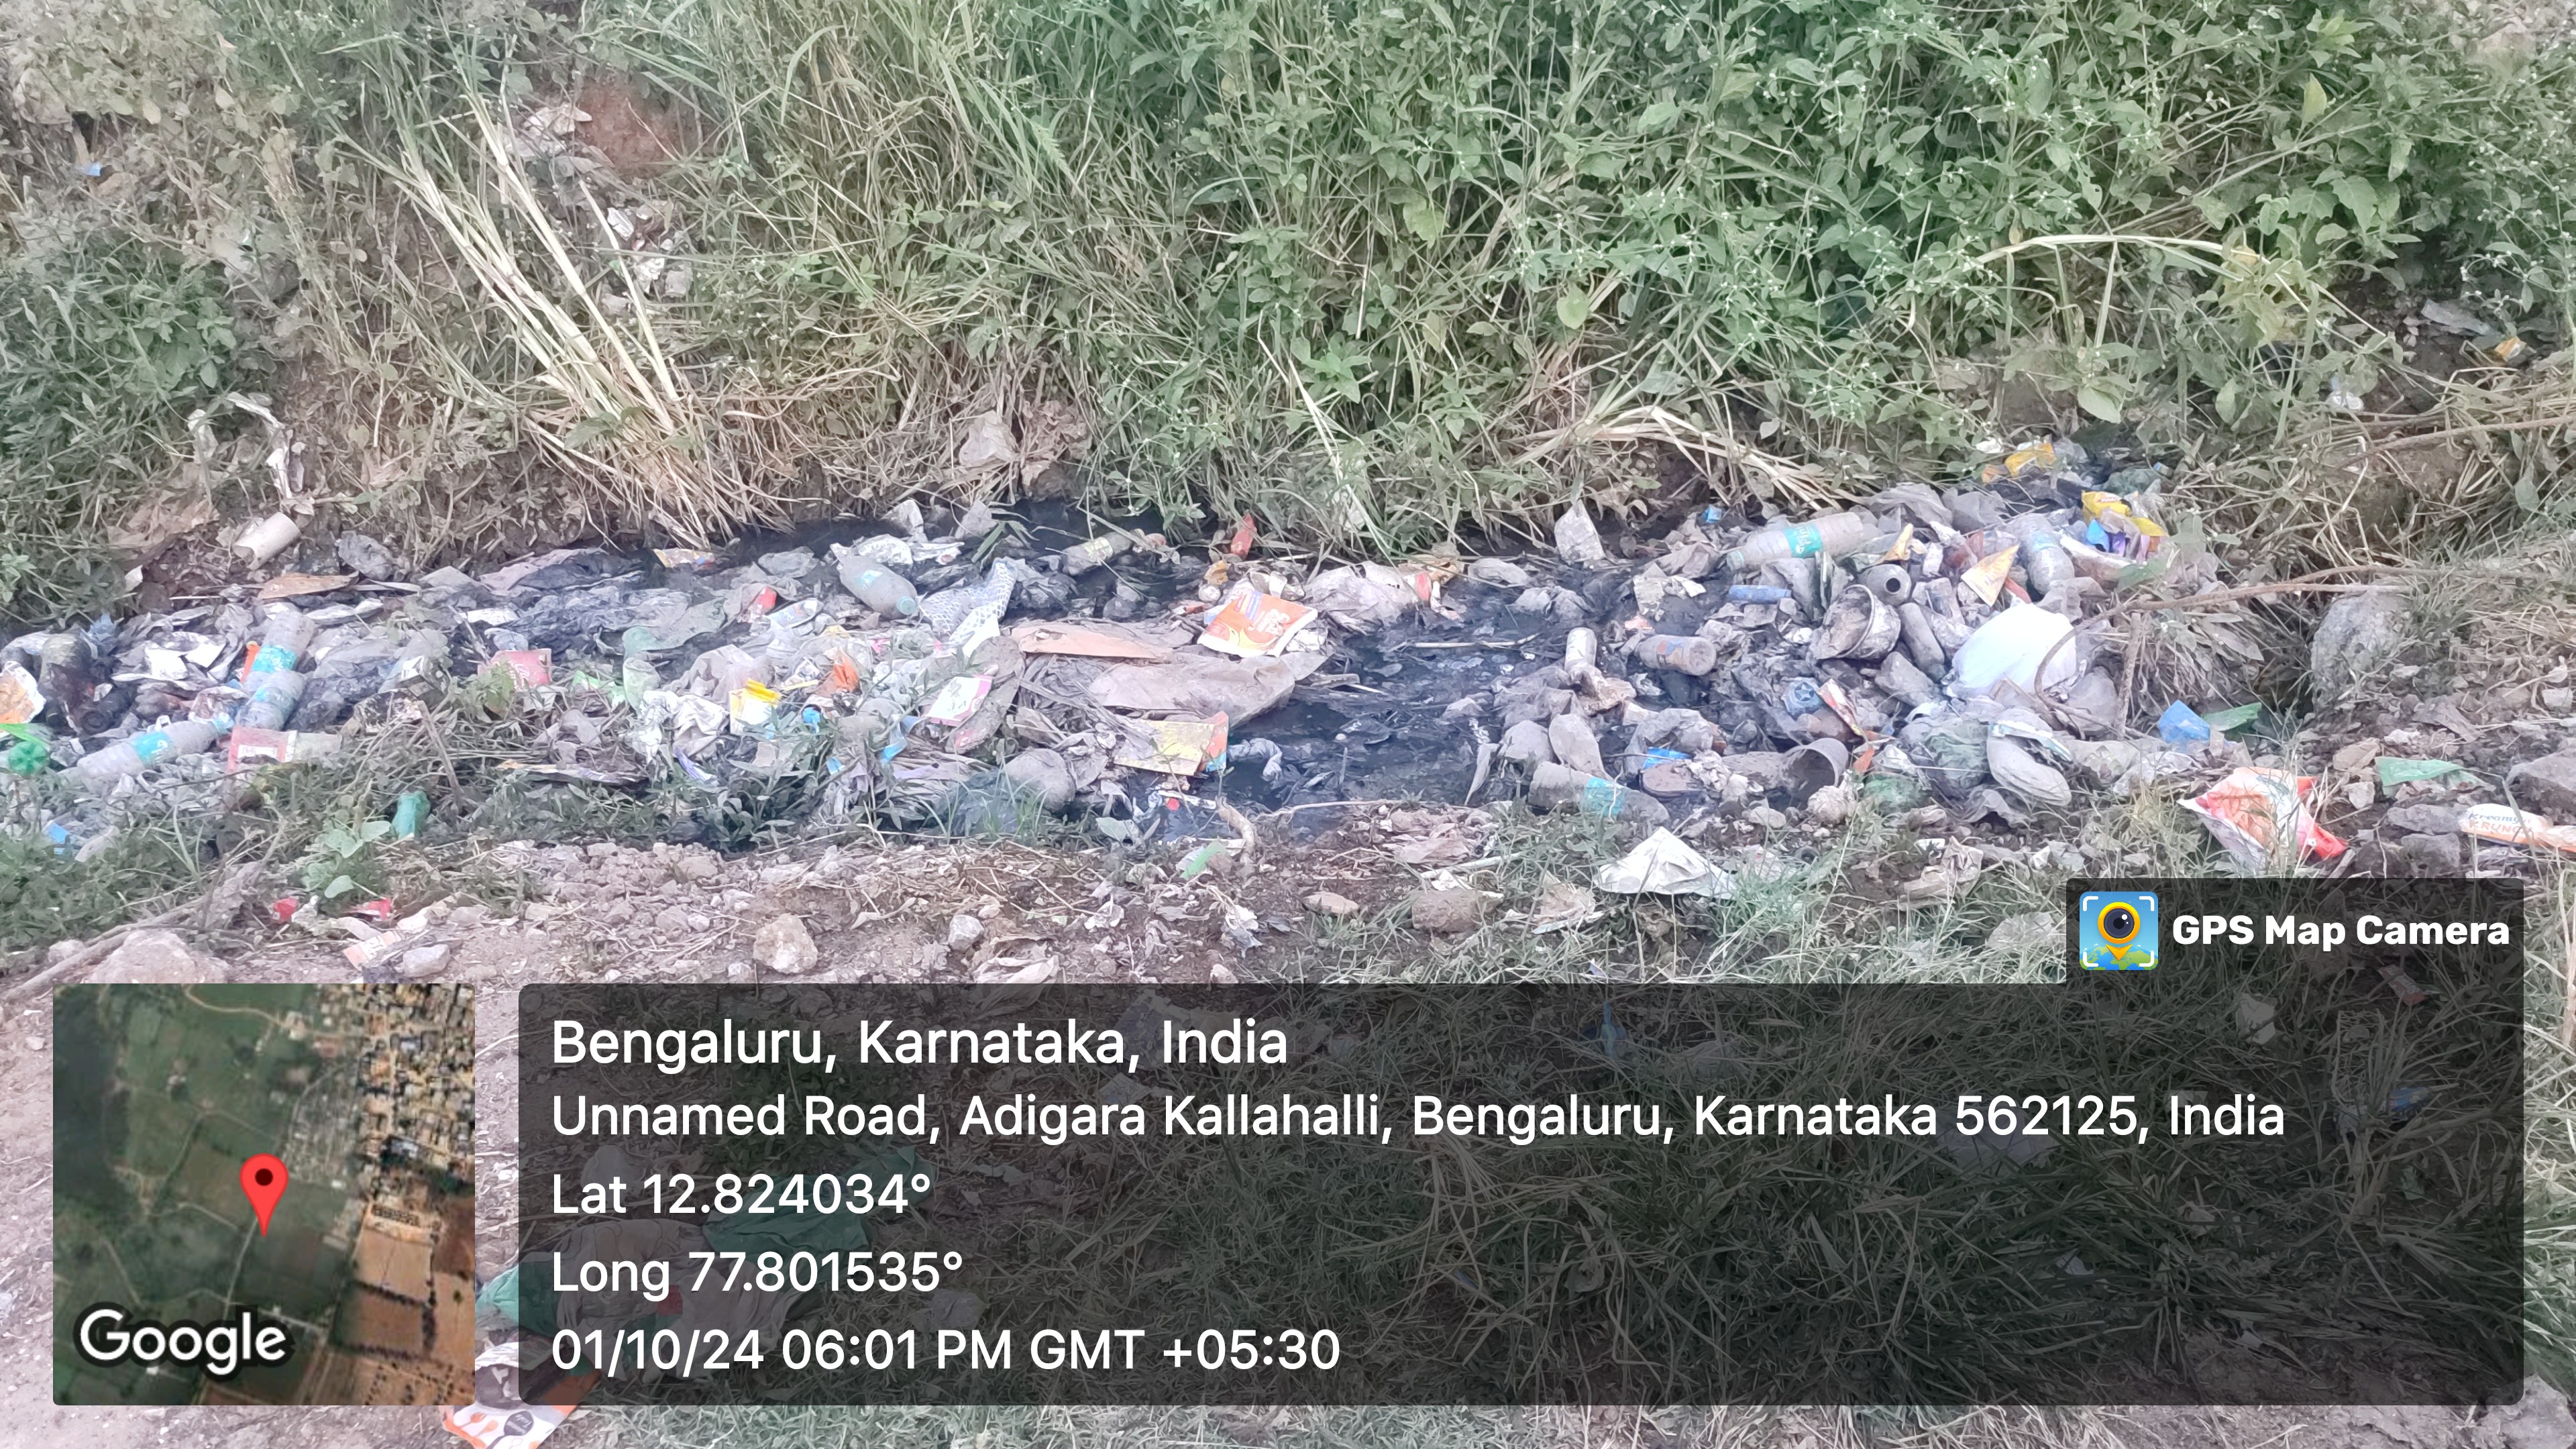 GPS Map Camera
Bengaluru, Karnataka, India
Unnamed Road, Adigara Kallahalli, Bengaluru, Karnataka 562125, India
Lat 12.824034°
Long 77.801535°
01/10/24 06:01 PM GMT +05:30
Google